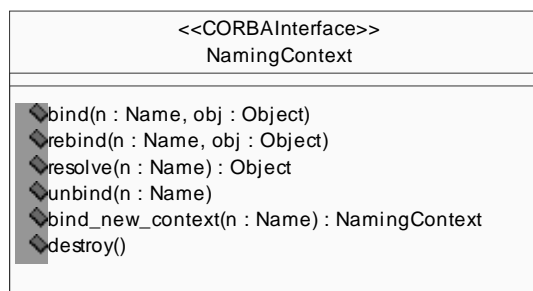 <<CORBAInterface>>
NamingContext
bind(n : Name, obj : Object)
rebind(n : Name, obj : Object)
resolve(n : Name) : Object
unbind(n : Name)
bind_new_context(n : Name) : NamingContext
destroy()